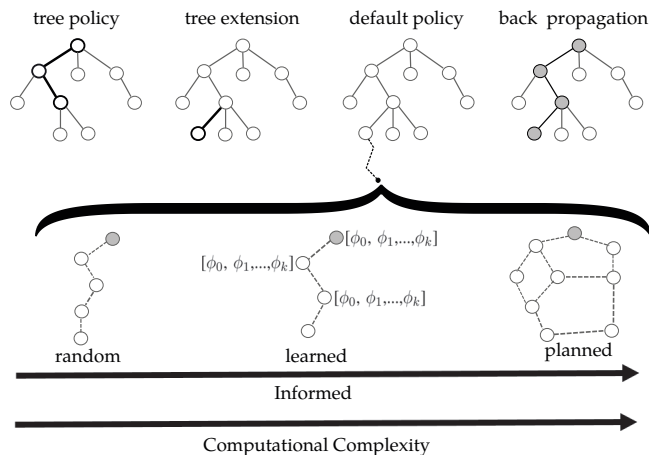 tree policy
tree extension
default policy
back propagation
[ϕ₀, ϕ₁,...,ϕₖ]
[ϕ₀, ϕ₁,...,ϕₖ]
[ϕ₀, ϕ₁,...,ϕₖ]
random
learned
planned
Informed
Computational Complexity